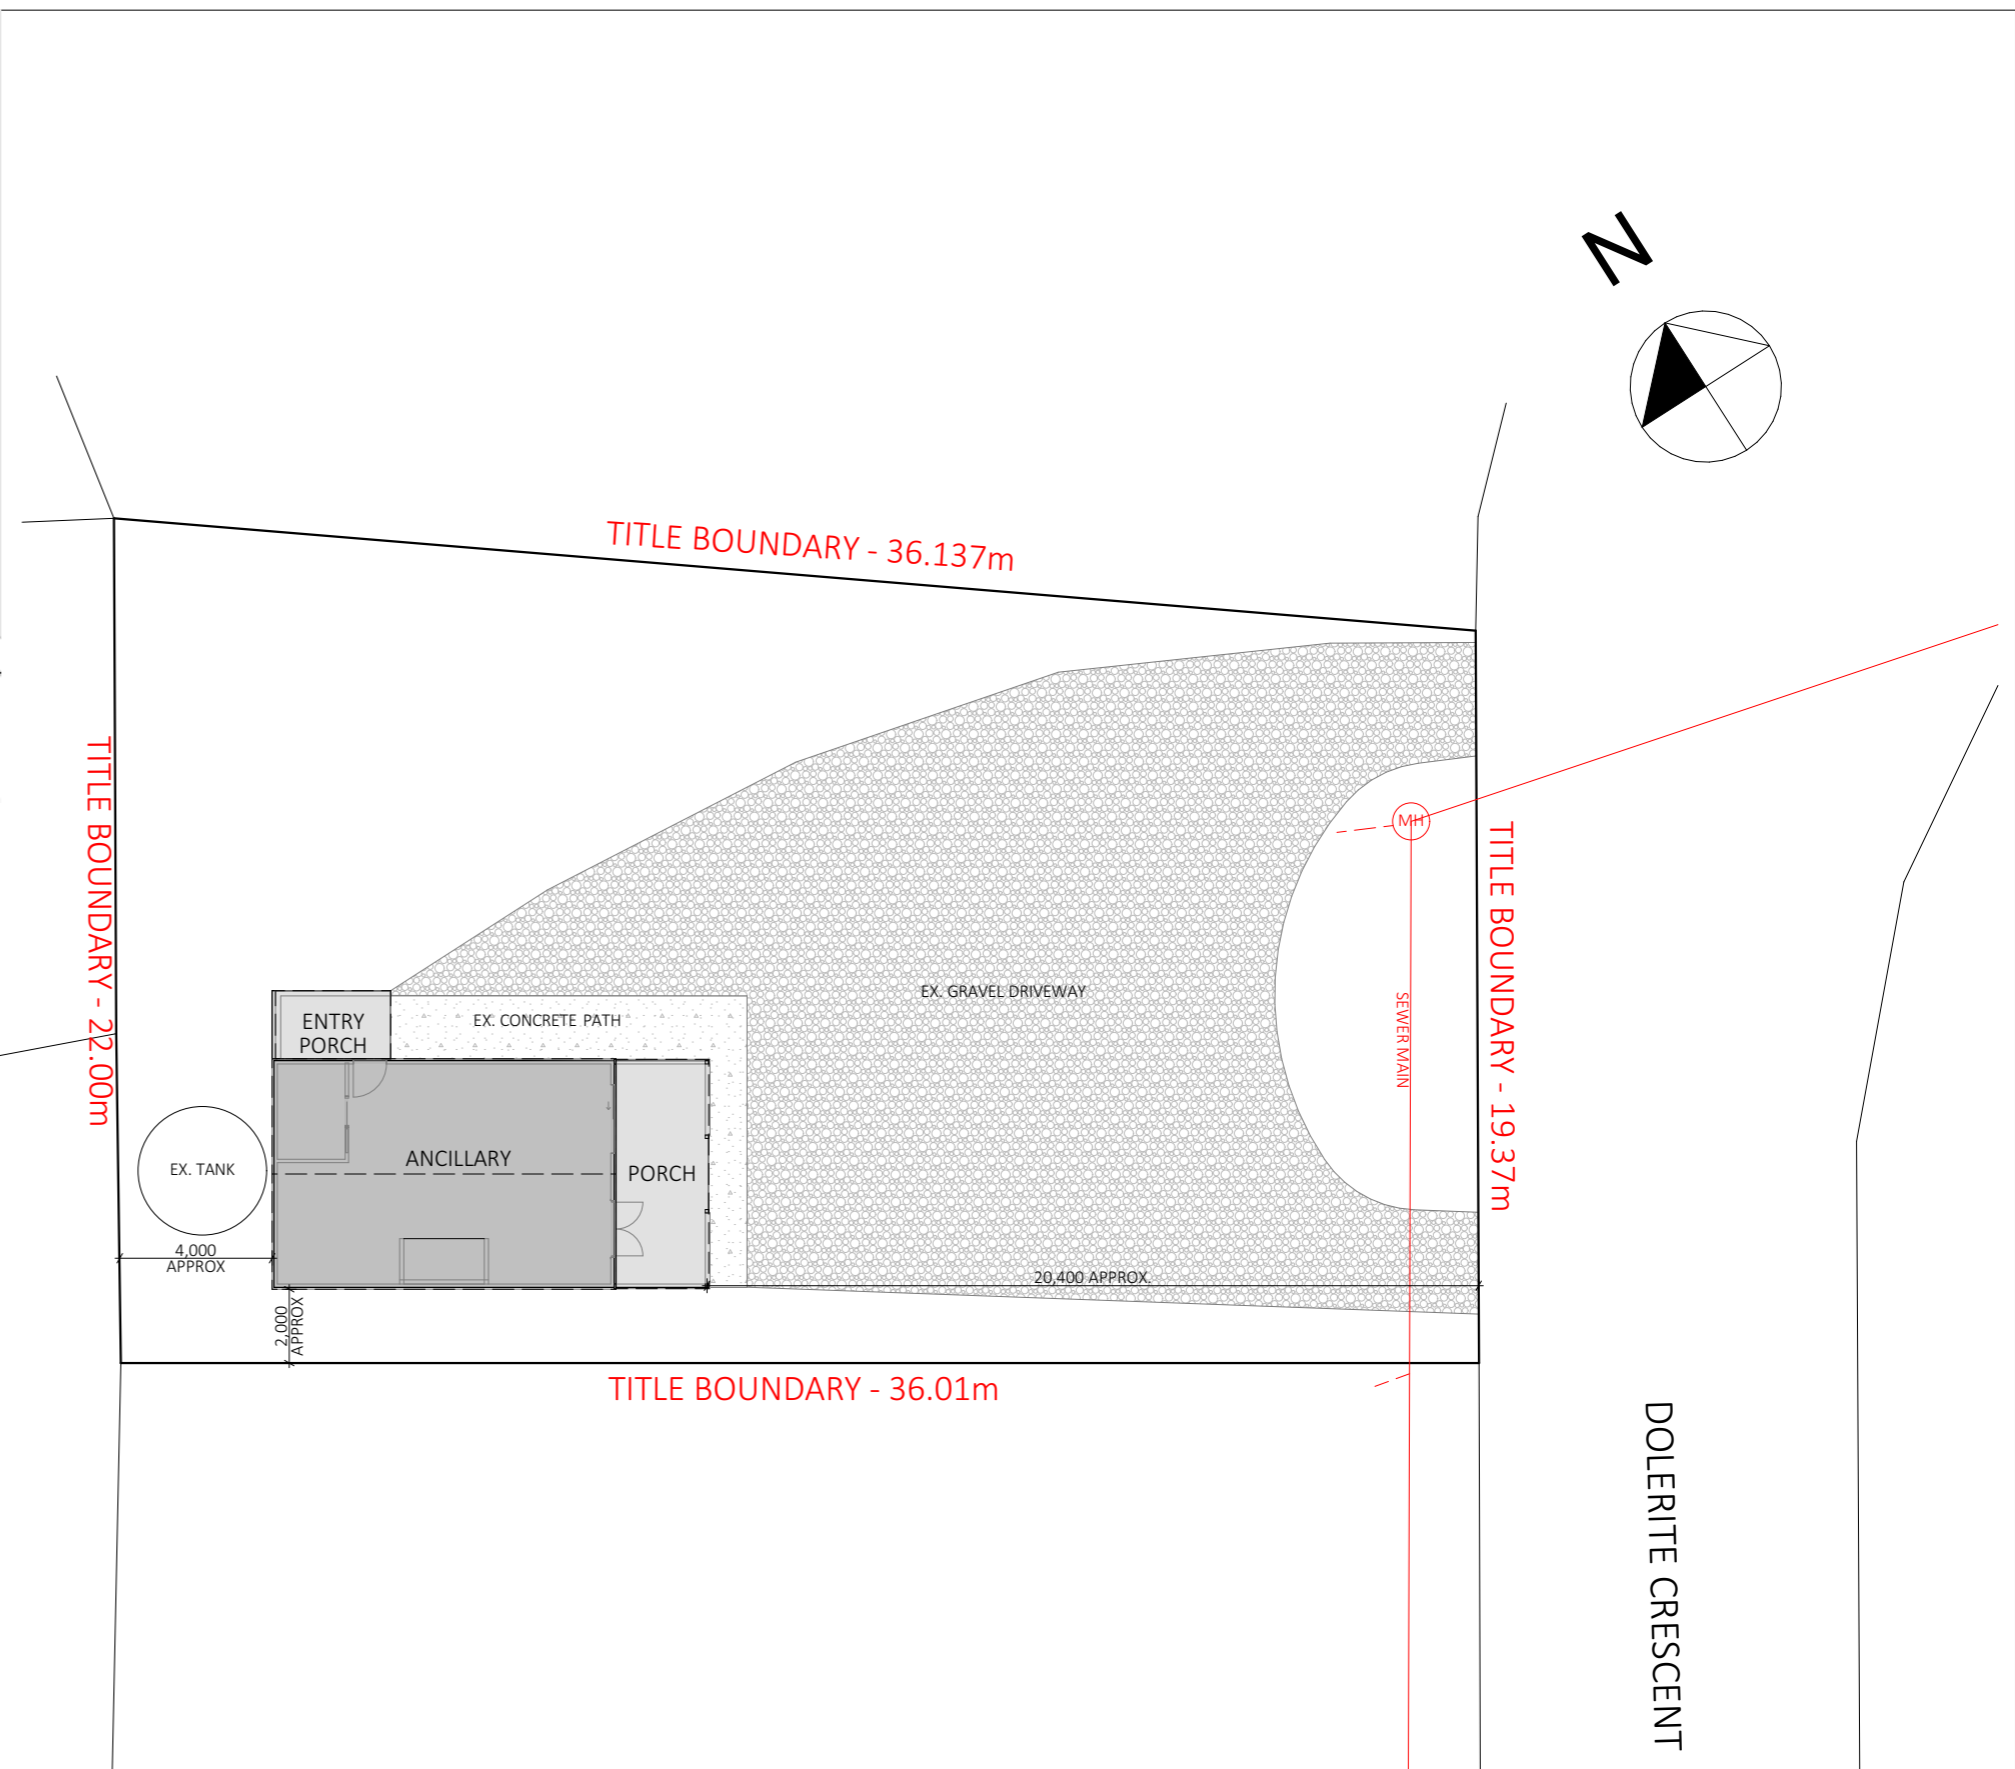 N
TITLE BOUNDARY - 36.137m
TITLE BOUNDARY - 22.00m
TITLE BOUNDARY - 19.37m
MH
SEWER MAIN
EX. GRAVEL DRIVEWAY
ENTRY
PORCH
EX. CONCRETE PATH
ANCILLARY
PORCH
EX. TANK
4,000
APPROX
2,000
APPROX
20,400 APPROX.
TITLE BOUNDARY - 36.01m
DOLERITE CRESCENT